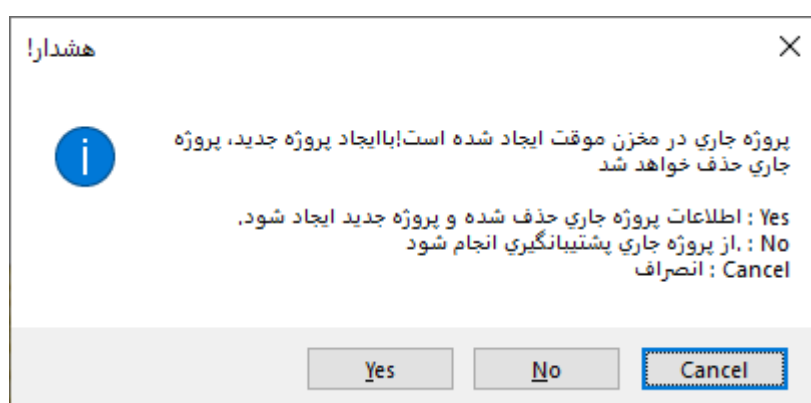 هشدار!
پروژه جاري در مخزن موقت ايجاد شده است!باايجاد پروژه جديد، پروژه
جاري حذف خواهد شد
Yes : اطلاعات پروژه جاري حذف شده و پروژه جديد ايجاد شود.
No : .از پروژه جاري پشتيبانگيري انجام شود
Cancel : انصراف
Yes
No
Cancel